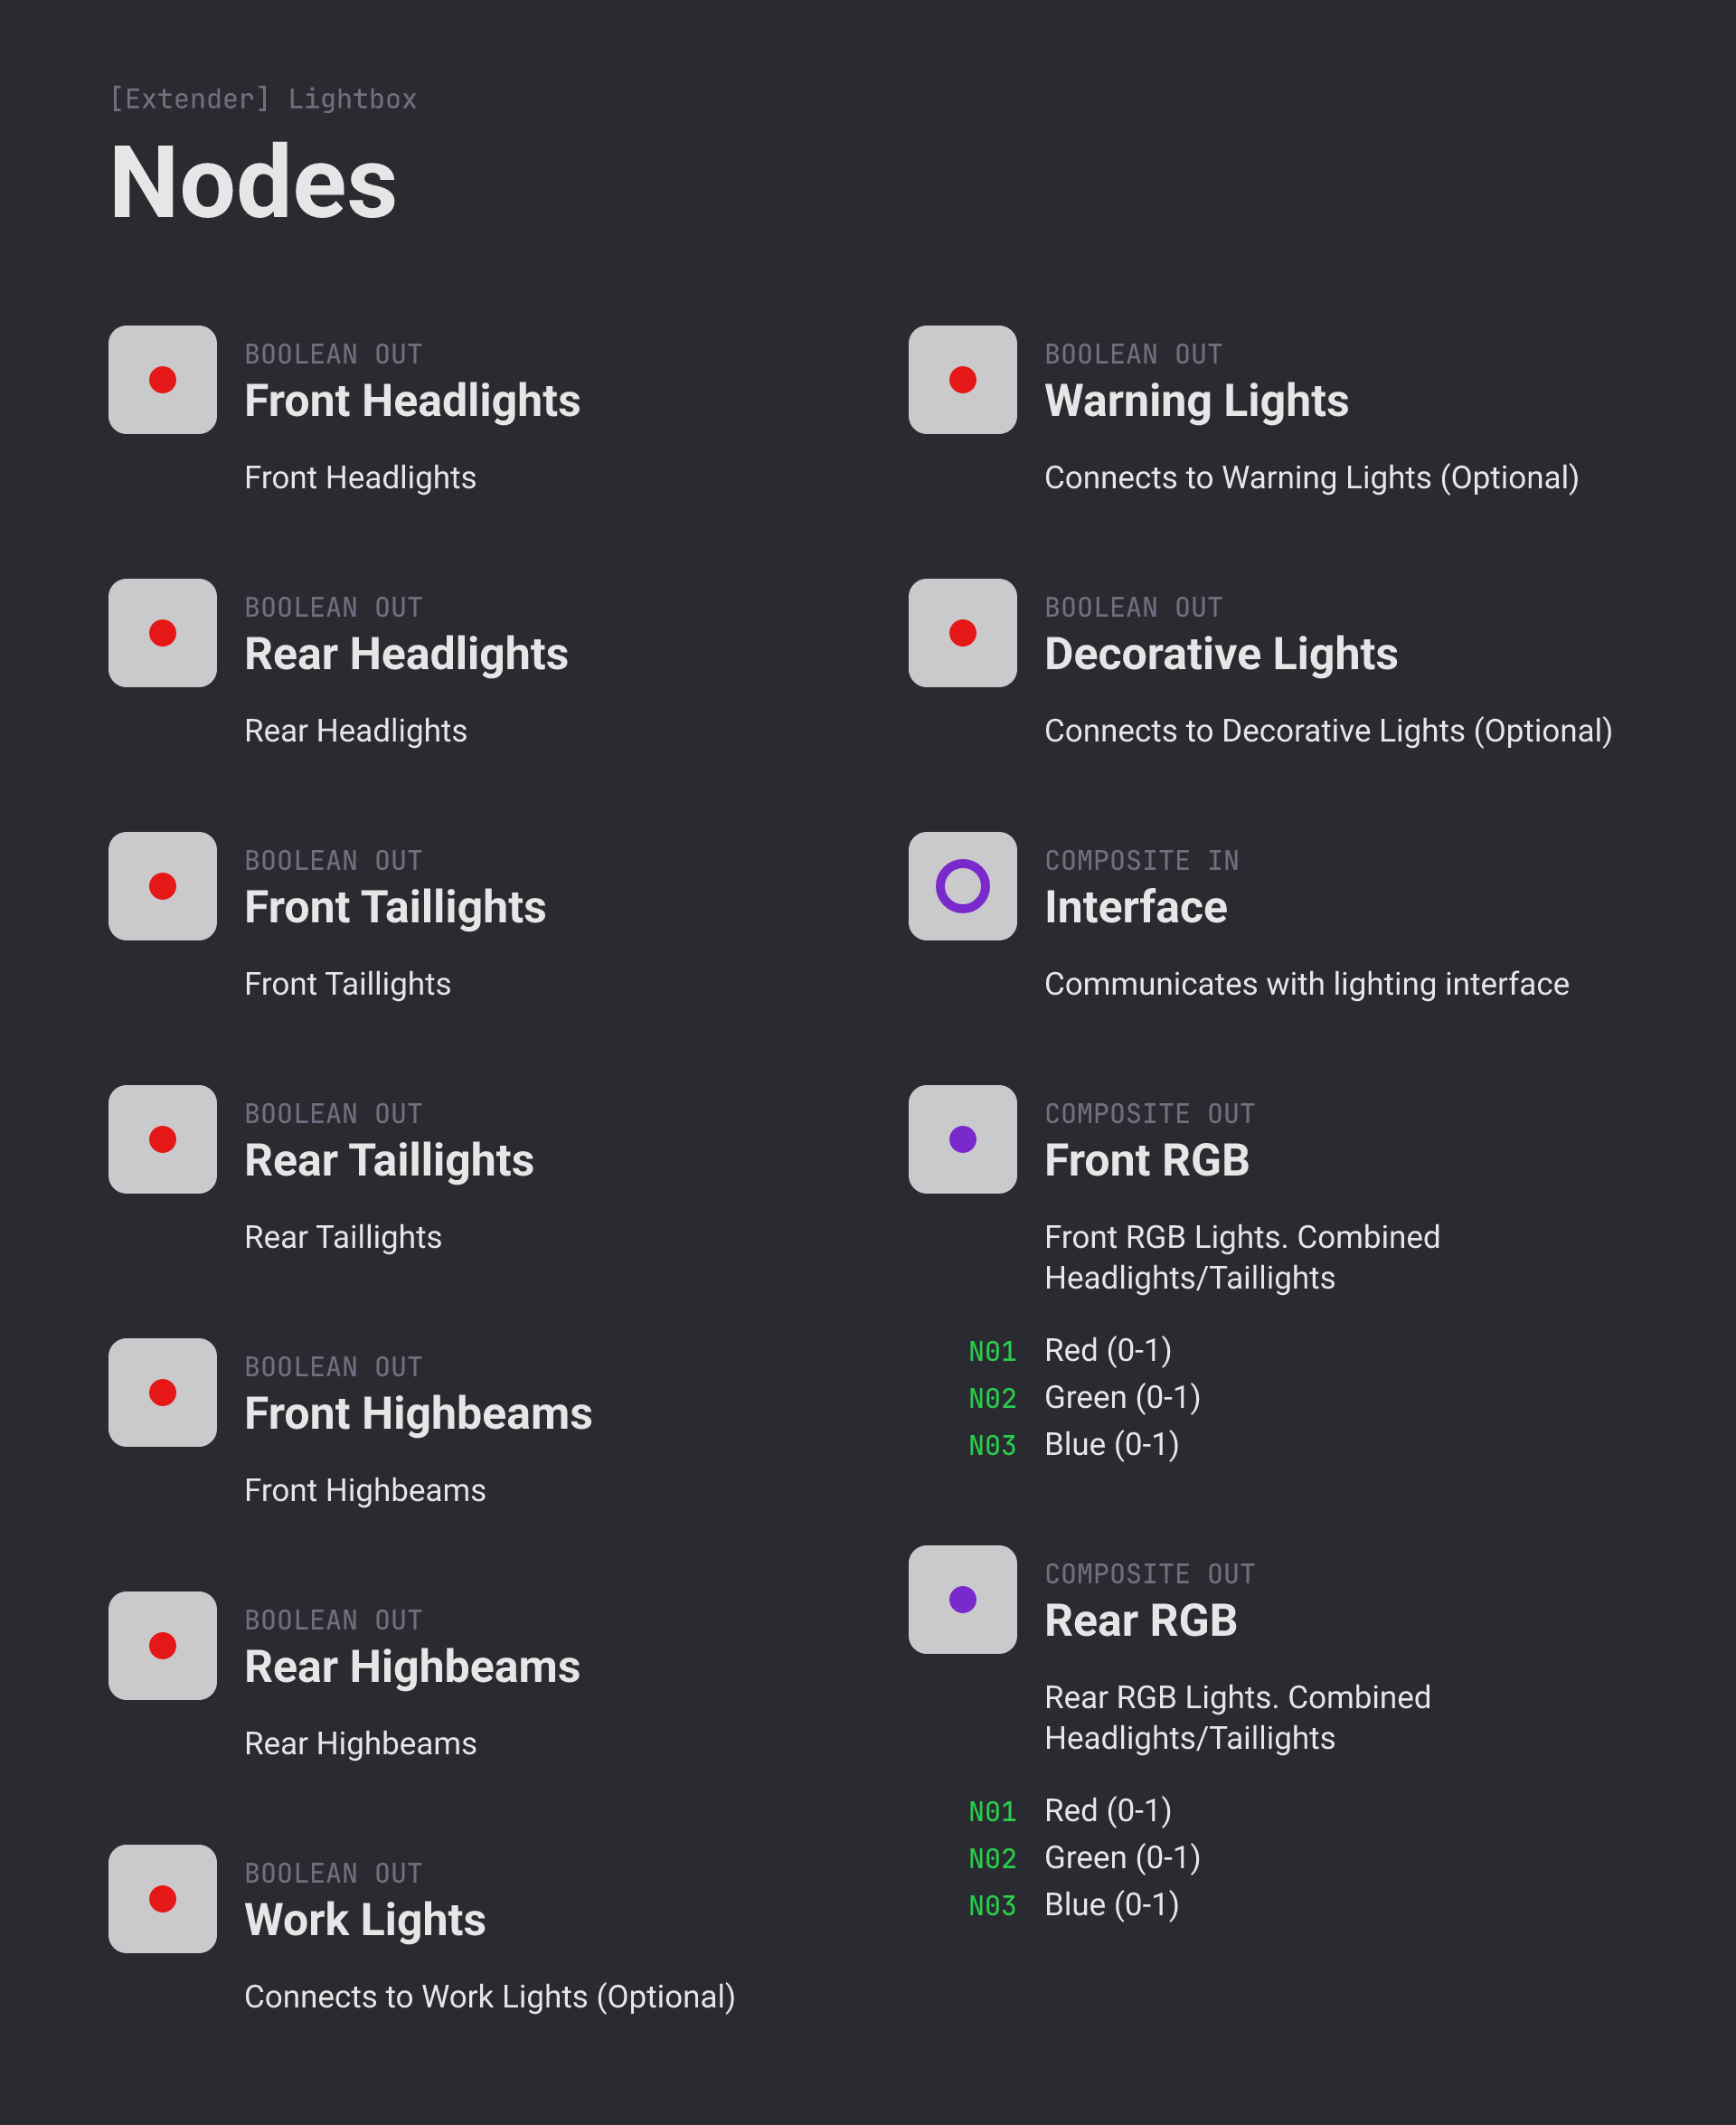 [Extender] Lightbox
Nodes
BOOLEAN OUT
Front Headlights
Front Headlights
BOOLEAN OUT
Rear Headlights
Rear Headlights
BOOLEAN OUT
Front Taillights
Front Taillights
BOOLEAN OUT
Rear Taillights
Rear Taillights
BOOLEAN OUT
Front Highbeams
Front Highbeams
BOOLEAN OUT
Rear Highbeams
Rear Highbeams
BOOLEAN OUT
Work Lights
Connects to Work Lights (Optional)
BOOLEAN OUT
Warning Lights
Connects to Warning Lights (Optional)
BOOLEAN OUT
Decorative Lights
Connects to Decorative Lights (Optional)
COMPOSITE IN
Interface
Communicates with lighting interface
COMPOSITE OUT
Front RGB
Front RGB Lights. Combined
Headlights/Taillights
N01 Red (0-1)
N02 Green (0-1)
N03 Blue (0-1)
COMPOSITE OUT
Rear RGB
Rear RGB Lights. Combined
Headlights/Taillights
N01 Red (0-1)
N02 Green (0-1)
N03 Blue (0-1)